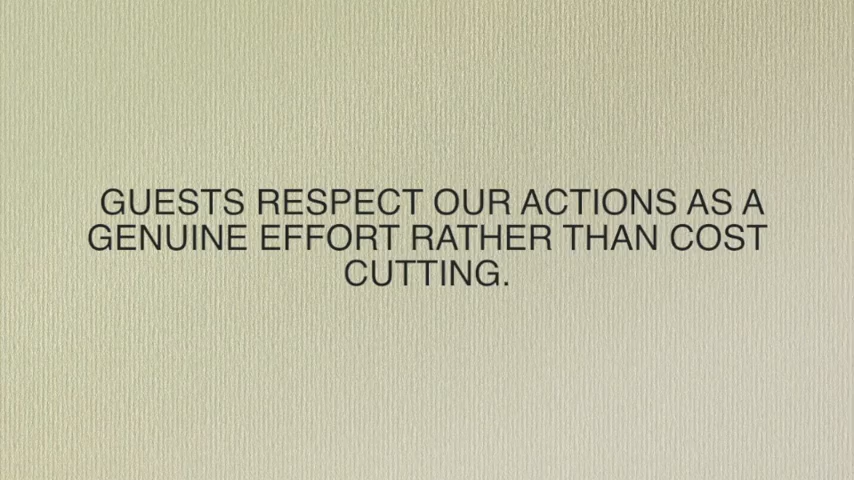 GUESTS RESPECT OUR ACTIONS AS A
GENUINE EFFORT RATHER THAN COST
CUTTING.